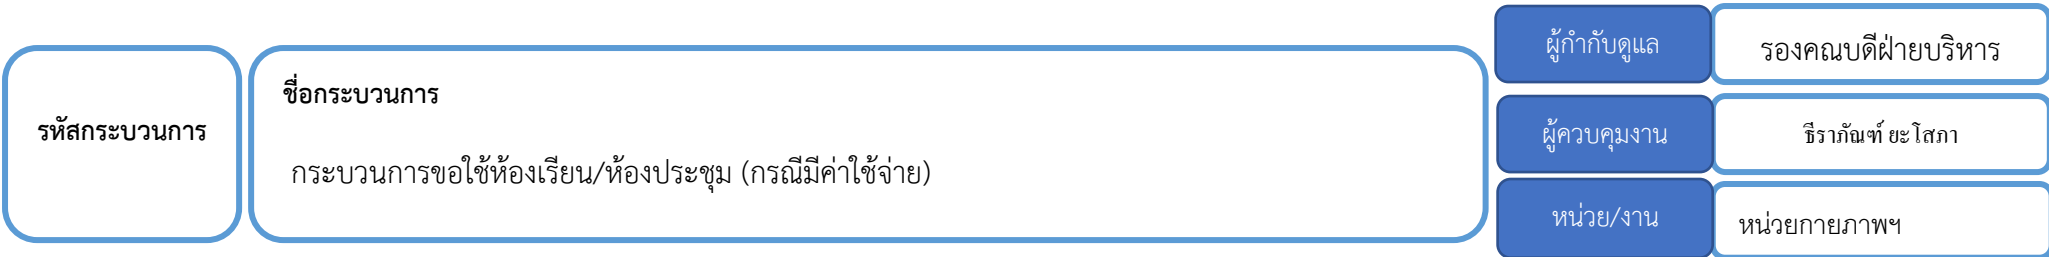 รหัสกระบวนการ
ชื่อกระบวนการ
กระบวนการขอใช้ห้องเรียน/ห้องประชุม (กรณีมีค่าใช้จ่าย)
ผู้กำกับดูแล
รองคณบดีฝ่ายบริหาร
ผู้ควบคุมงาน
ธีราภัณฑ์ ยะโสภา
หน่วย/งาน
หน่วยกายภาพฯ